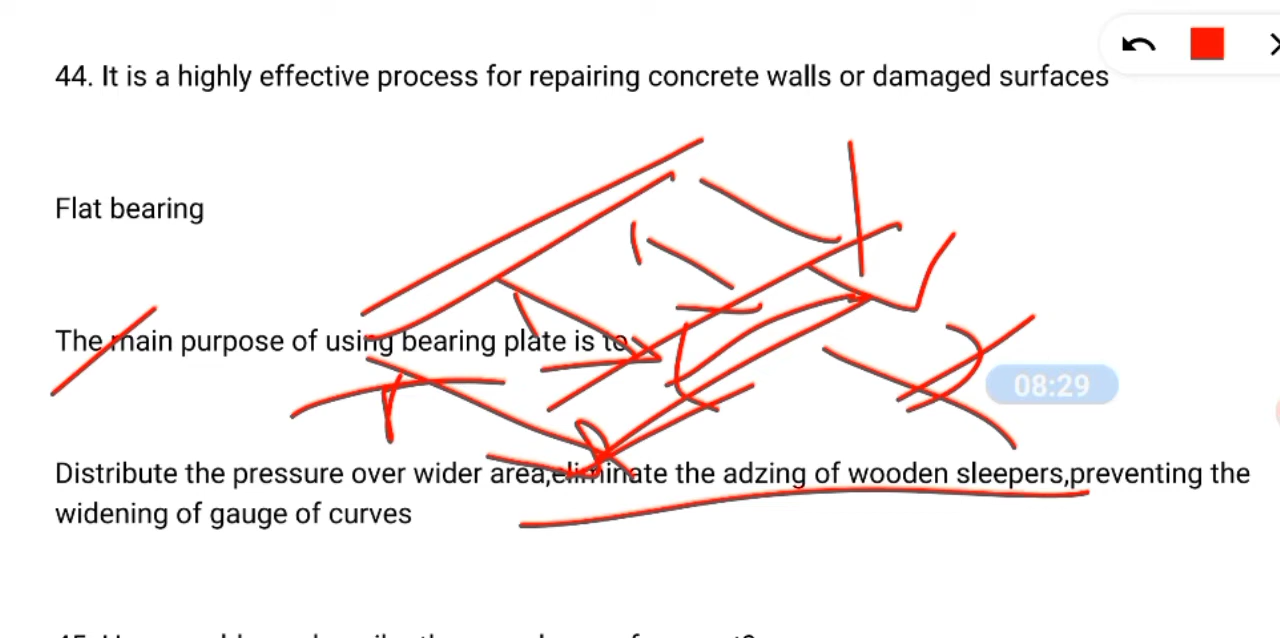 44. It is a highly effective process for repairing concrete walls or damaged surfaces
Flat bearing
The main purpose of using bearing plate is to
08:29
Distribute the pressure over wider area,eliminate the adzing of wooden sleepers,preventing the
widening of gauge of curves